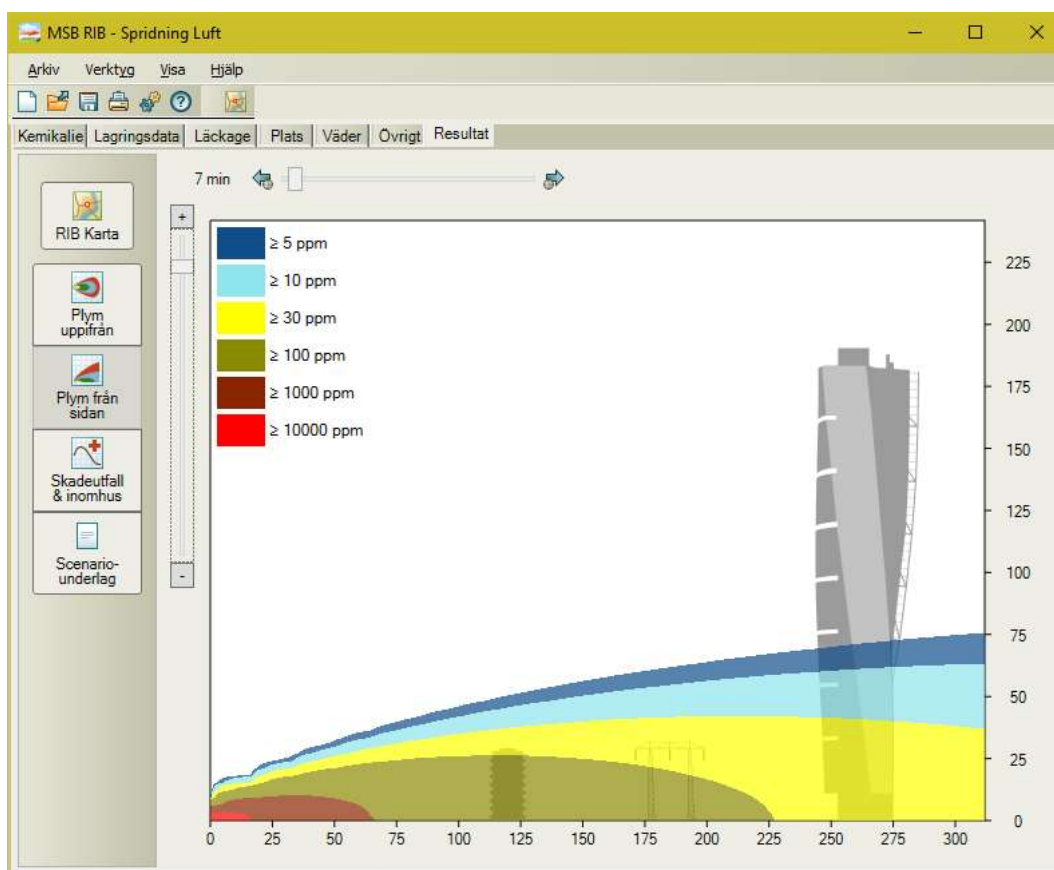 MSB RIB - Spridning Luft
Arkiv Verktyg Visa Hjälp
Kemikalie Lagringsdata Läckage Plats Väder Övrigt Resultat
7 min
RIB Karta
Plym
uppifrån
Plym från
sidan
Skadeutfall
& inomhus
Scenario-
underlag
+
-
≥ 5 ppm
≥ 10 ppm
≥ 30 ppm
≥ 100 ppm
≥ 1000 ppm
≥ 10000 ppm
225
200
175
150
125
100
75
50
25
0
0 25 50 75 100 125 150 175 200 225 250 275 300